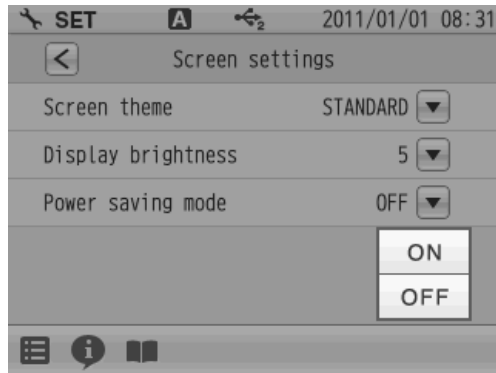 SET A 2 2011/01/01 08:31
Screen settings
Screen theme STANDARD
Display brightness 5
Power saving mode OFF
ON
OFF